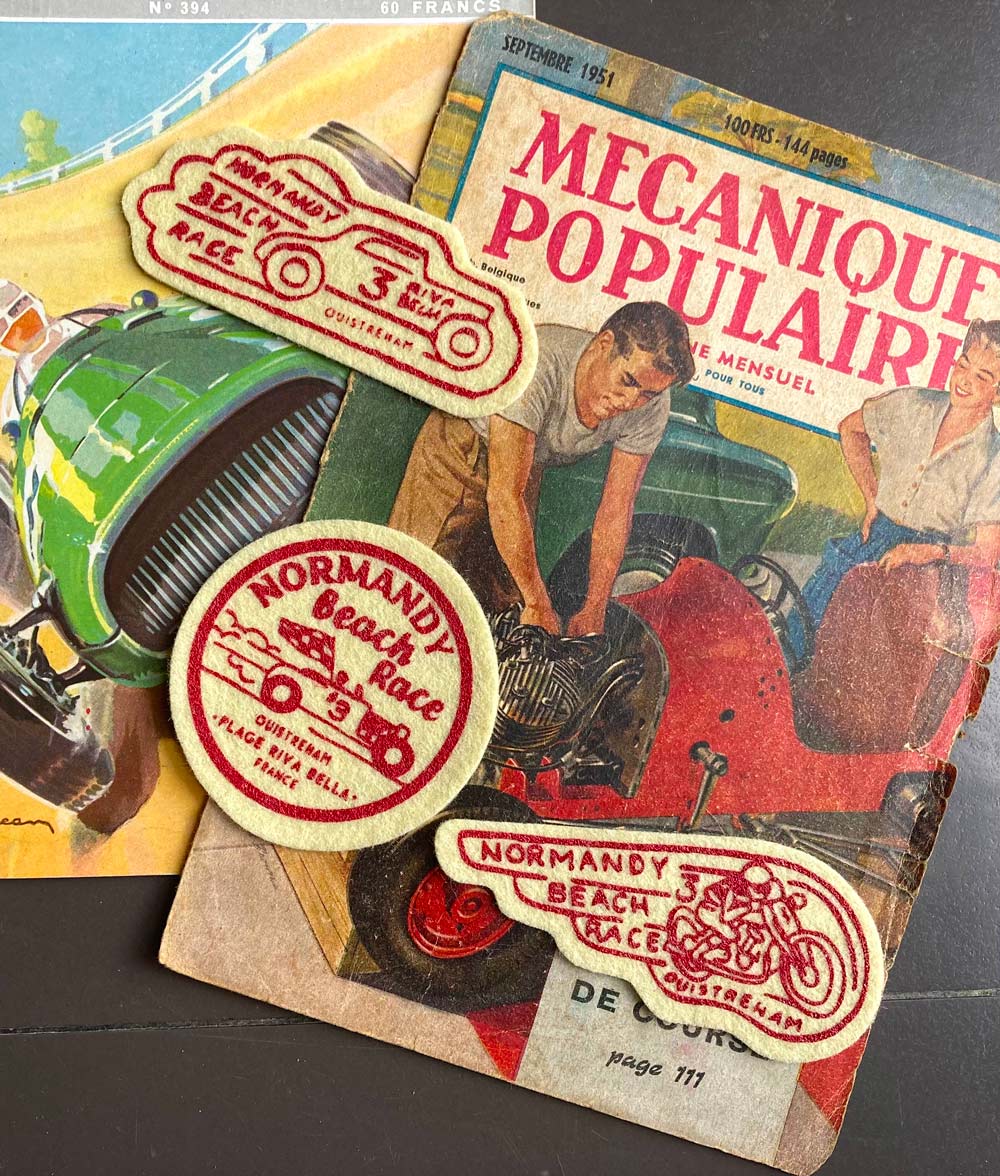 Nº 394
60 FRANCS
SEPTEMBRE 1951
100 FRS - 144 pages
MECANIQUE
POPULAIRE
Belgique
MENSUEL
POUR TOUS
NORMANDY
BEACH
RACE
3
RIVA
BELLA
OUISTREHAM
NORMANDY
Beach
Race
3
OUISTREHAM
•PLAGE RIVA BELLA•
FRANCE
NORMANDY
3
BEACH
RACE
OUISTREHAM
DE COURSE
page 111